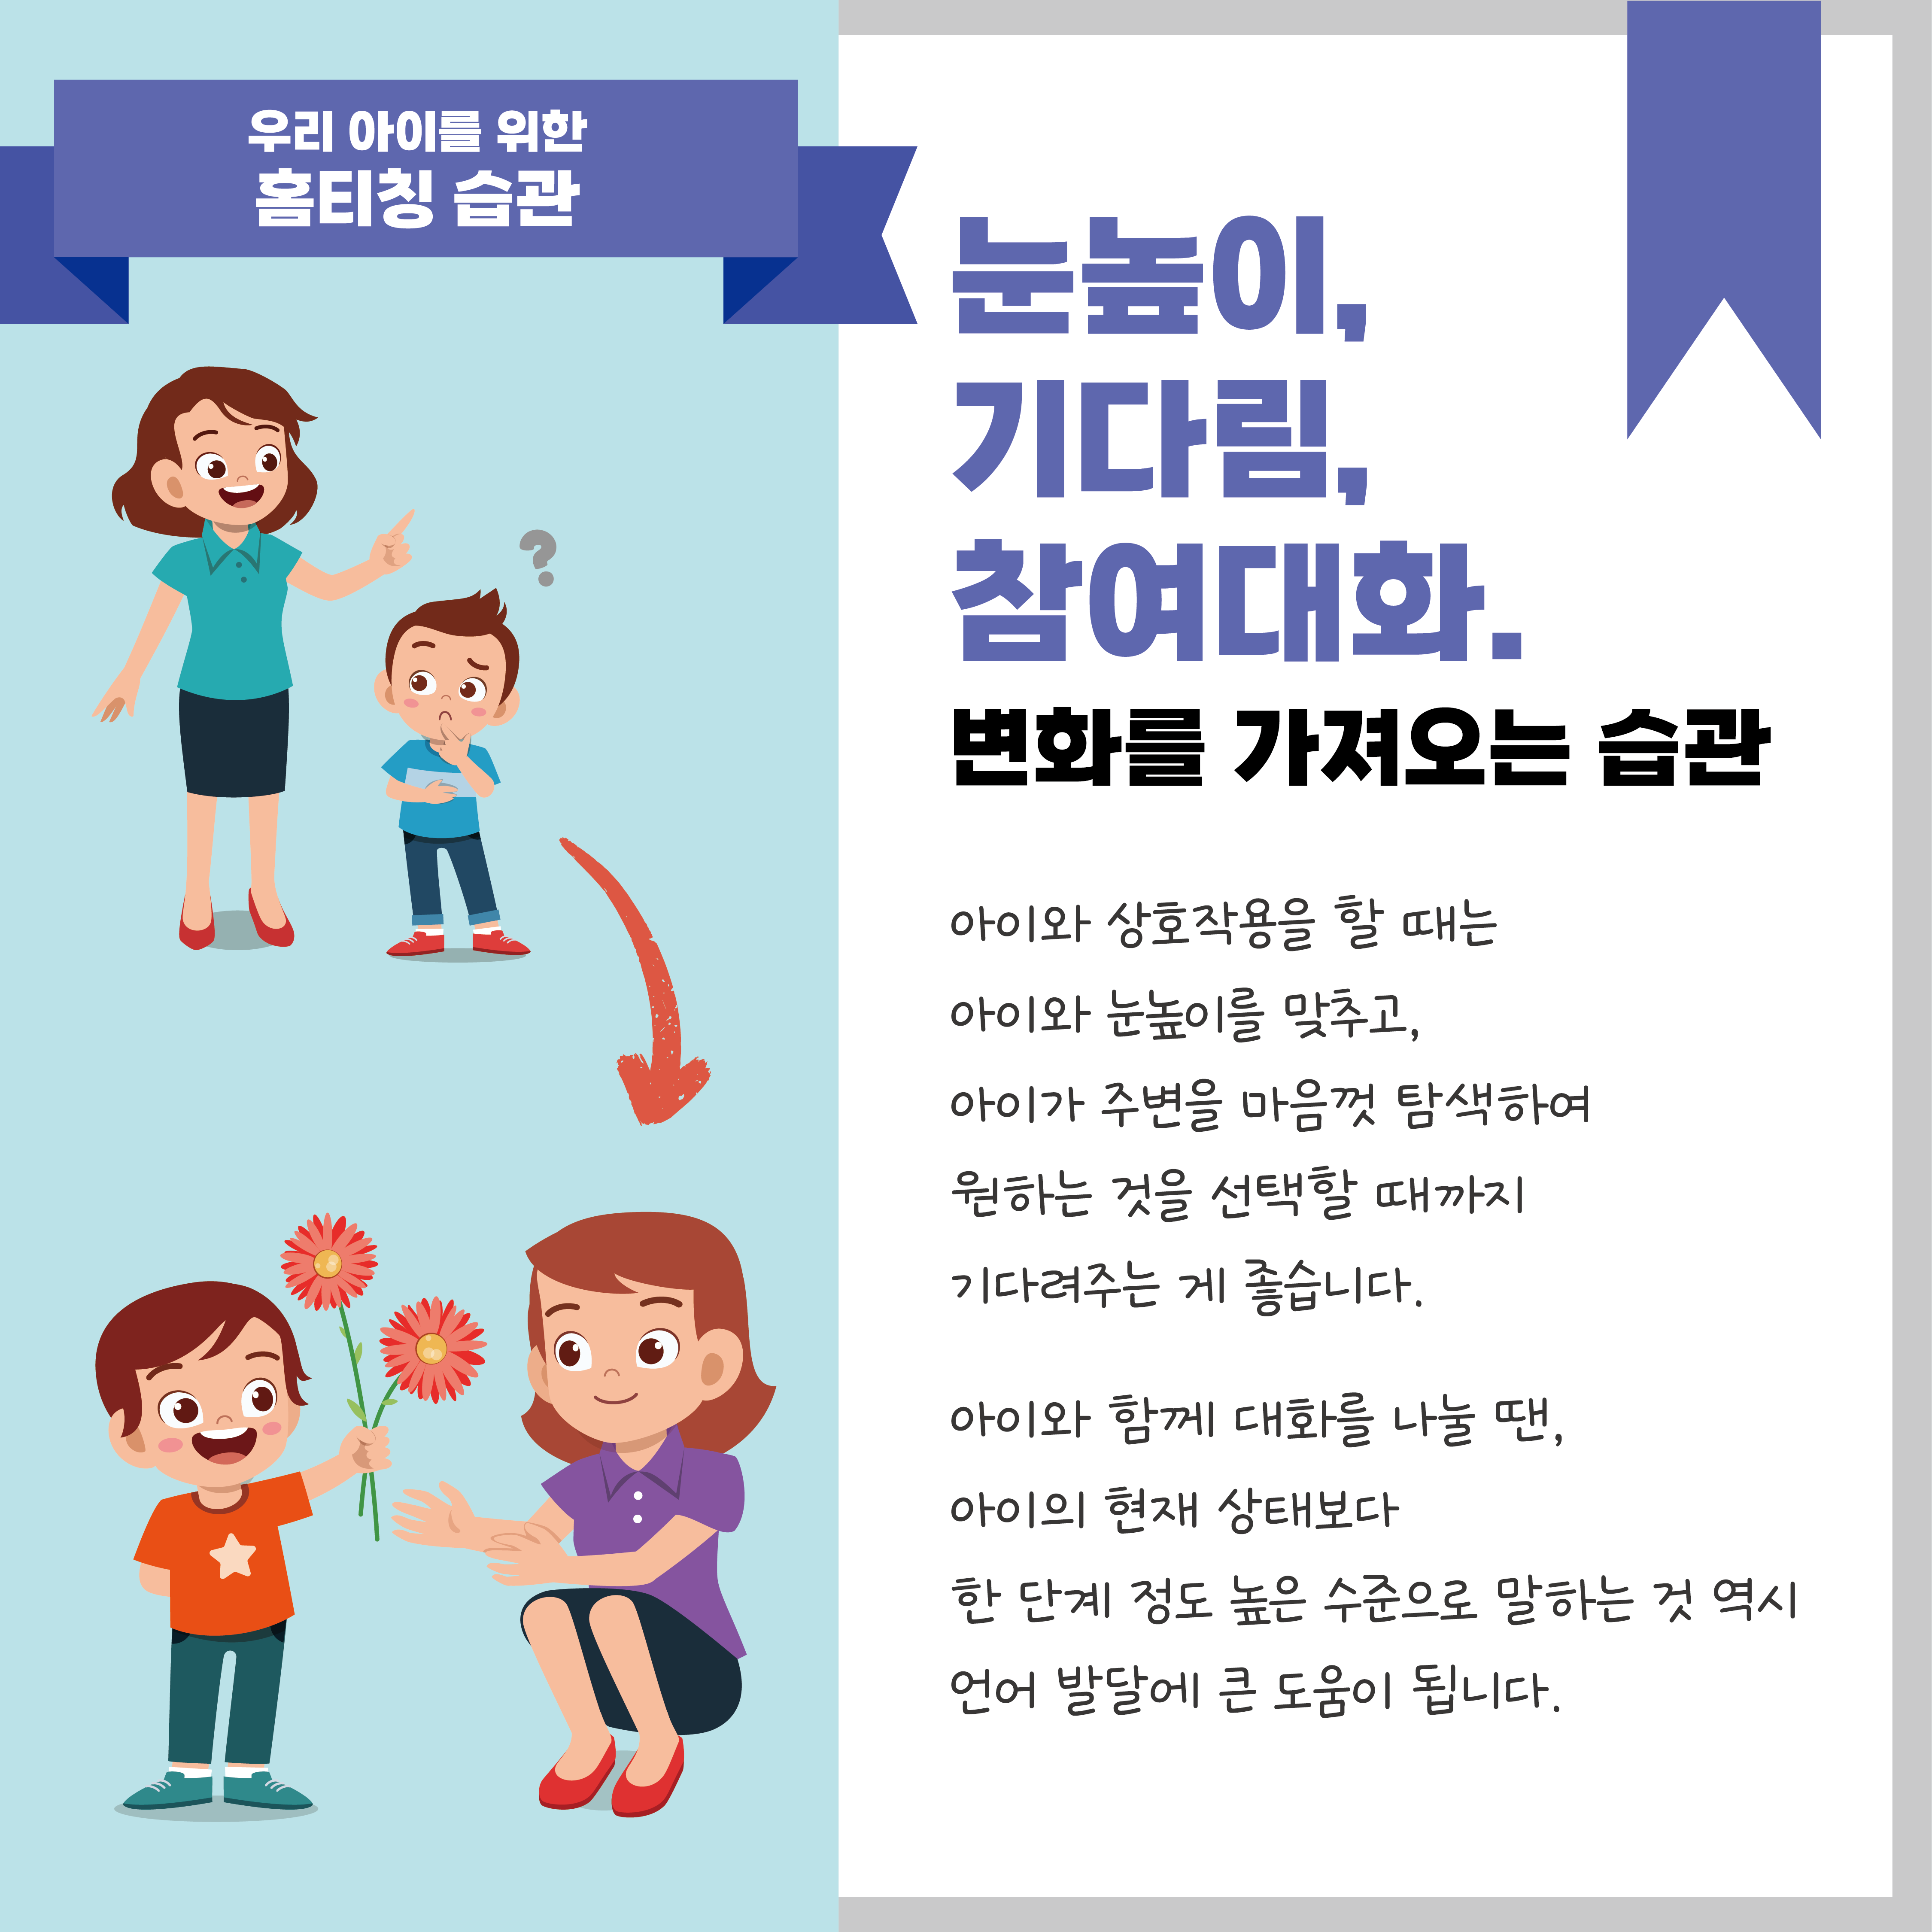 우리 아이를 위한
홈티칭 습관
?
눈높이,
기다림,
참여대화.
변화를 가져오는 습관
아이와 상호작용을 할 때는
아이와 눈높이를 맞추고,
아이가 주변을 마음껏 탐색하여
원하는 것을 선택할 때까지
기다려주는 게 좋습니다.
아이와 함께 대화를 나눌 땐,
아이의 현재 상태보다
한 단계 정도 높은 수준으로 말하는 것 역시
언어 발달에 큰 도움이 됩니다.